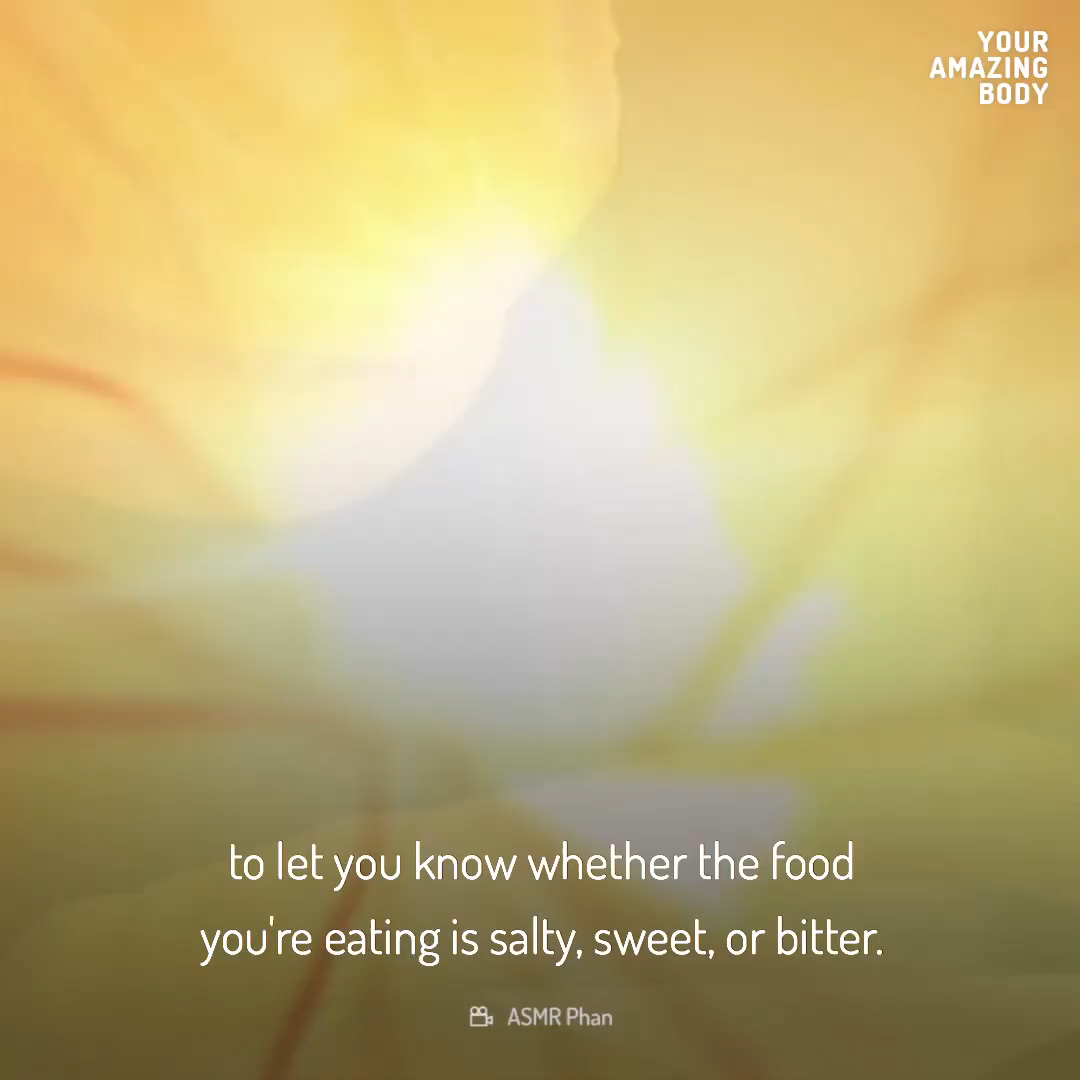 YOUR
AMAZING
BODY
to let you know whether the food
you're eating is salty, sweet, or bitter.
ASMR Phan